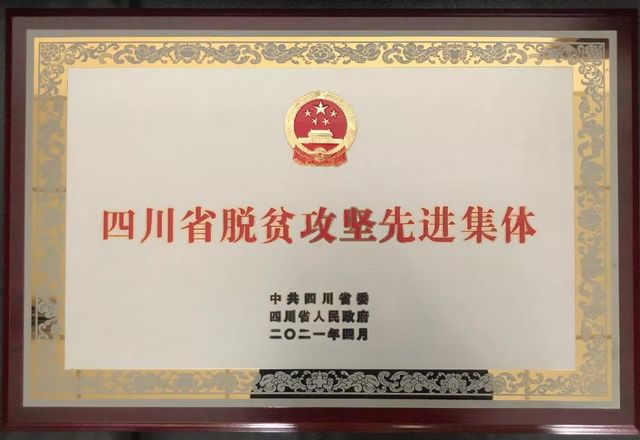 四川省脱贫攻坚先进集体
中共四川省委
四川省人民政府
二〇二一年四月